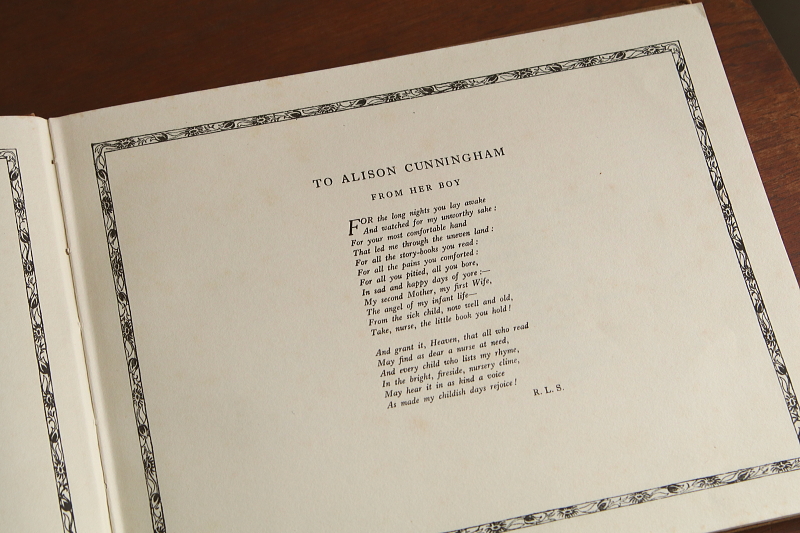 TO ALISON CUNNINGHAM
FROM HER BOY
FOR the long nights you lay awake
And watched for my unworthy sake:
For your most comfortable hand
That led me through the uneven land:
For all the story-books you read:
For all the pains you comforted:
For all you pitied, all you bore,
In sad and happy days of yore:—
My second Mother, my first Wife,
The angel of my infant life—
From the sick child, now well and old,
Take, nurse, the little book you hold!
And grant it, Heaven, that all who read
May find as dear a nurse at need,
And every child who lists my rhyme,
In the bright, fireside, nursery clime,
May hear it in as kind a voice
As made my childish days rejoice!
R. L. S.